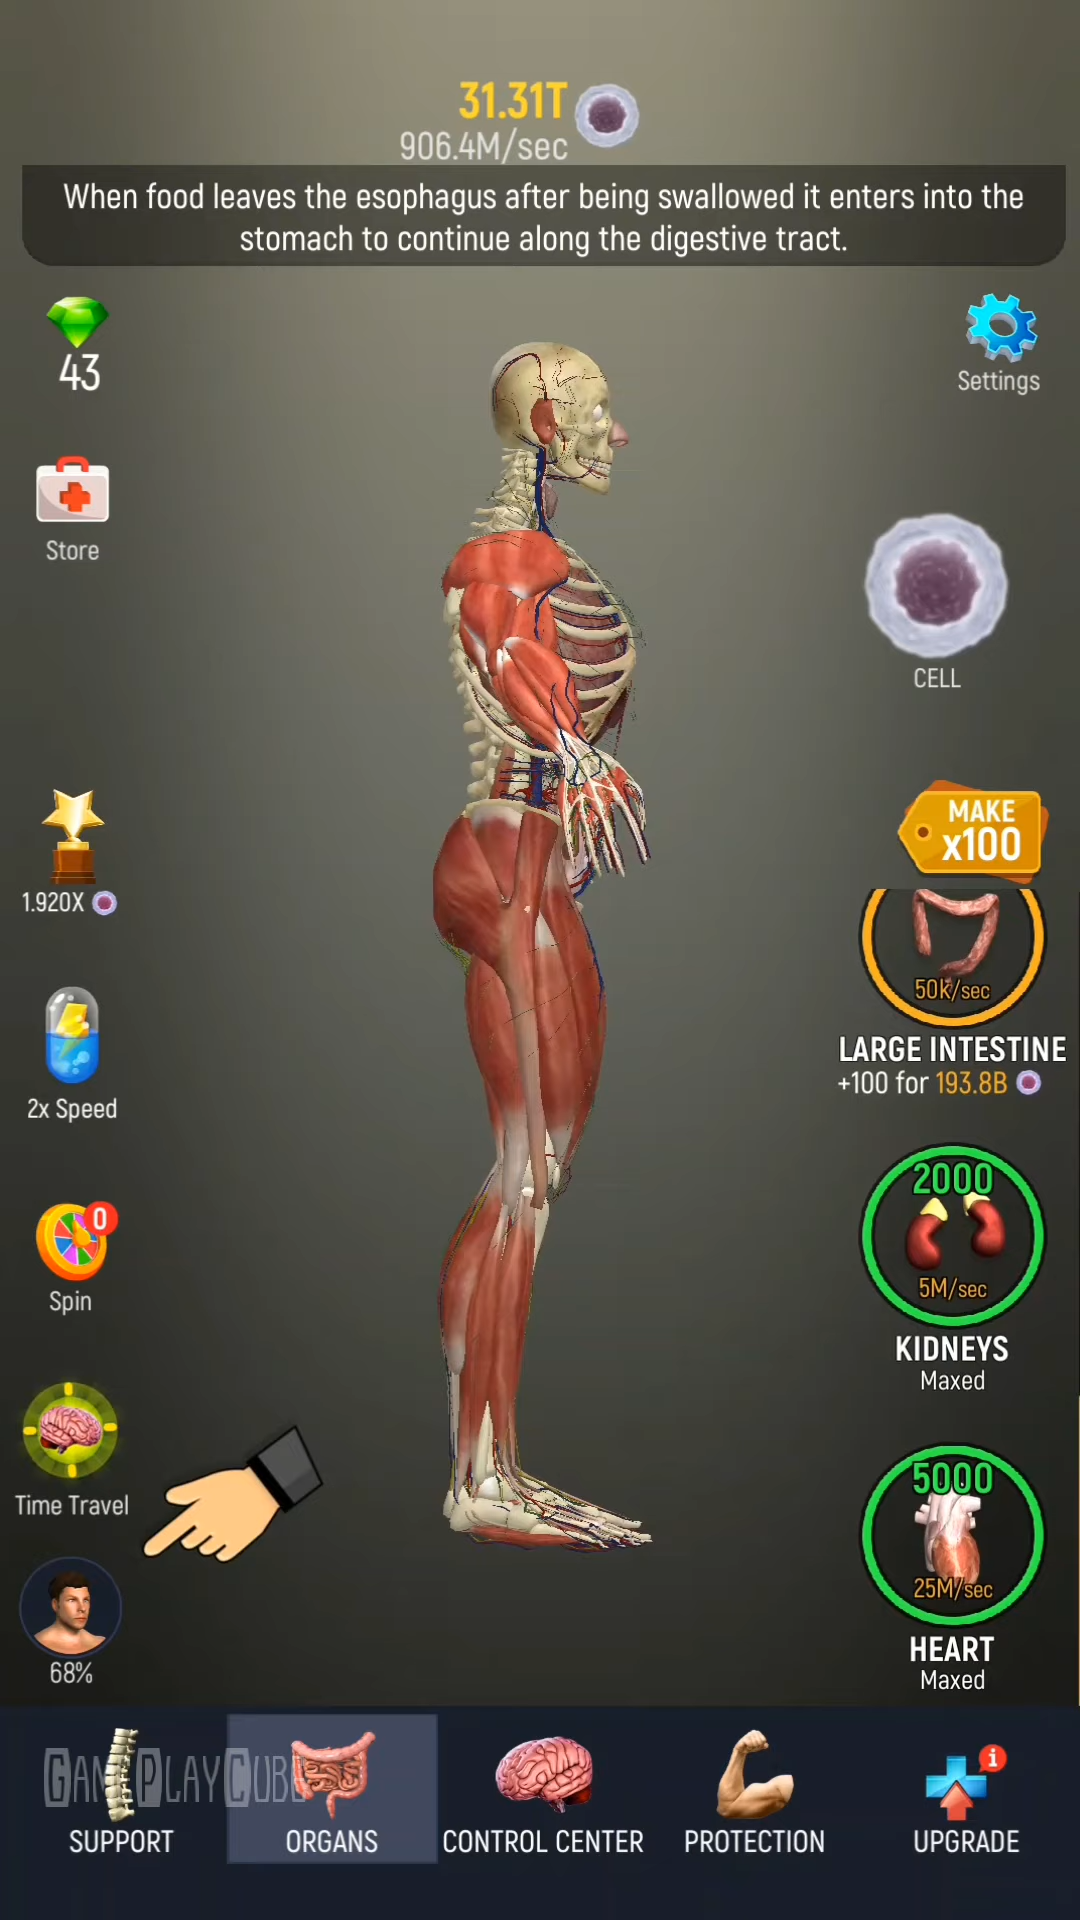 31.31T
906.4M/sec
When food leaves the esophagus after being swallowed it enters into the
stomach to continue along the digestive tract.
43
Settings
Store
CELL
MAKE
x100
1.920X
50k/sec
LARGE INTESTINE
+100 for 193.8B
2x Speed
2000
5M/sec
KIDNEYS
Maxed
0
Spin
Time Travel
5000
25M/sec
HEART
Maxed
68%
GAMEPLAYCUBE
i
SUPPORT
ORGANS
CONTROL CENTER
PROTECTION
UPGRADE